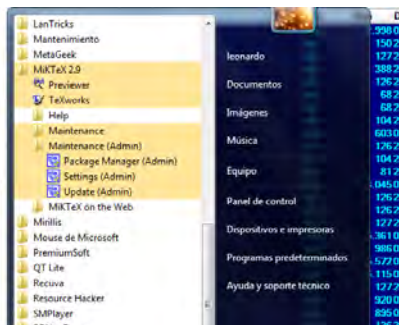 LanTricks
Mantenimiento
MetaGeek
MiKTeX 2.9
Previewer
TeXworks
Help
Maintenance
Maintenance (Admin)
Package Manager (Admin)
Settings (Admin)
Update (Admin)
MiKTeX on the Web
Mirillis
Mouse de Microsoft
PremiumSoft
QT Lite
Recuva
Resource Hacker
SMPlayer
leonardo
Documentos
Imágenes
Música
Equipo
Panel de control
Dispositivos e impresoras
Programas predeterminados
Ayuda y soporte técnico